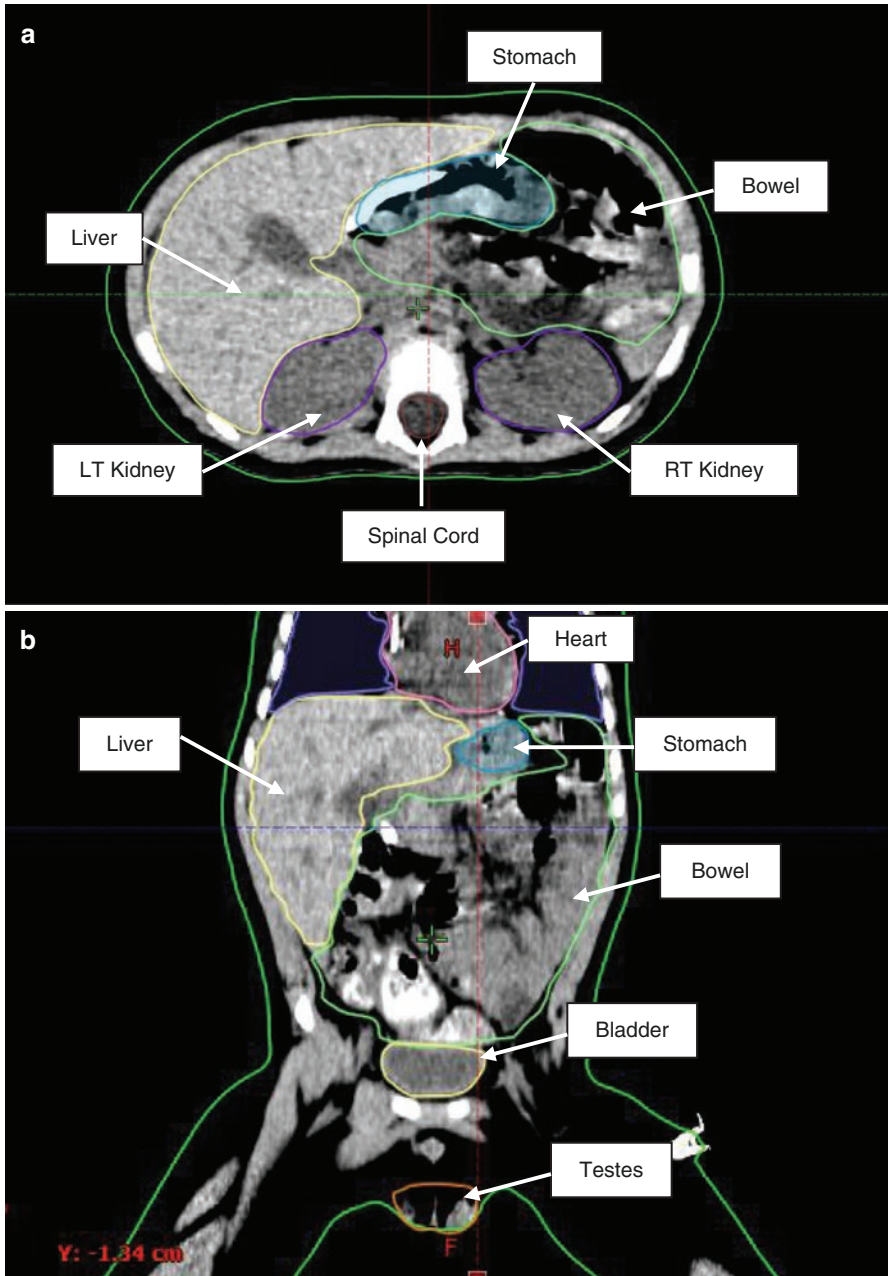 a
Stomach
Bowel
Liver
LT Kidney
RT Kidney
Spinal Cord
b
H
Heart
Liver
Stomach
Bowel
Bladder
Testes
F
Y: -1.34 cm